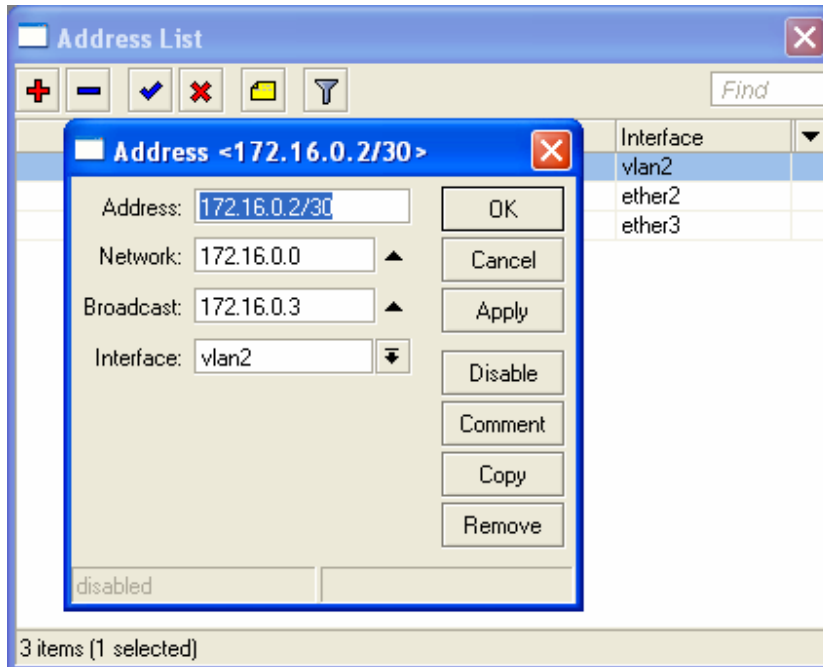 Address List
Find
Interface
vlan2
ether2
ether3
Address <172.16.0.2/30>
Address: 172.16.0.2/30
Network: 172.16.0.0
Broadcast: 172.16.0.3
Interface: vlan2
OK
Cancel
Apply
Disable
Comment
Copy
Remove
disabled
3 items (1 selected)